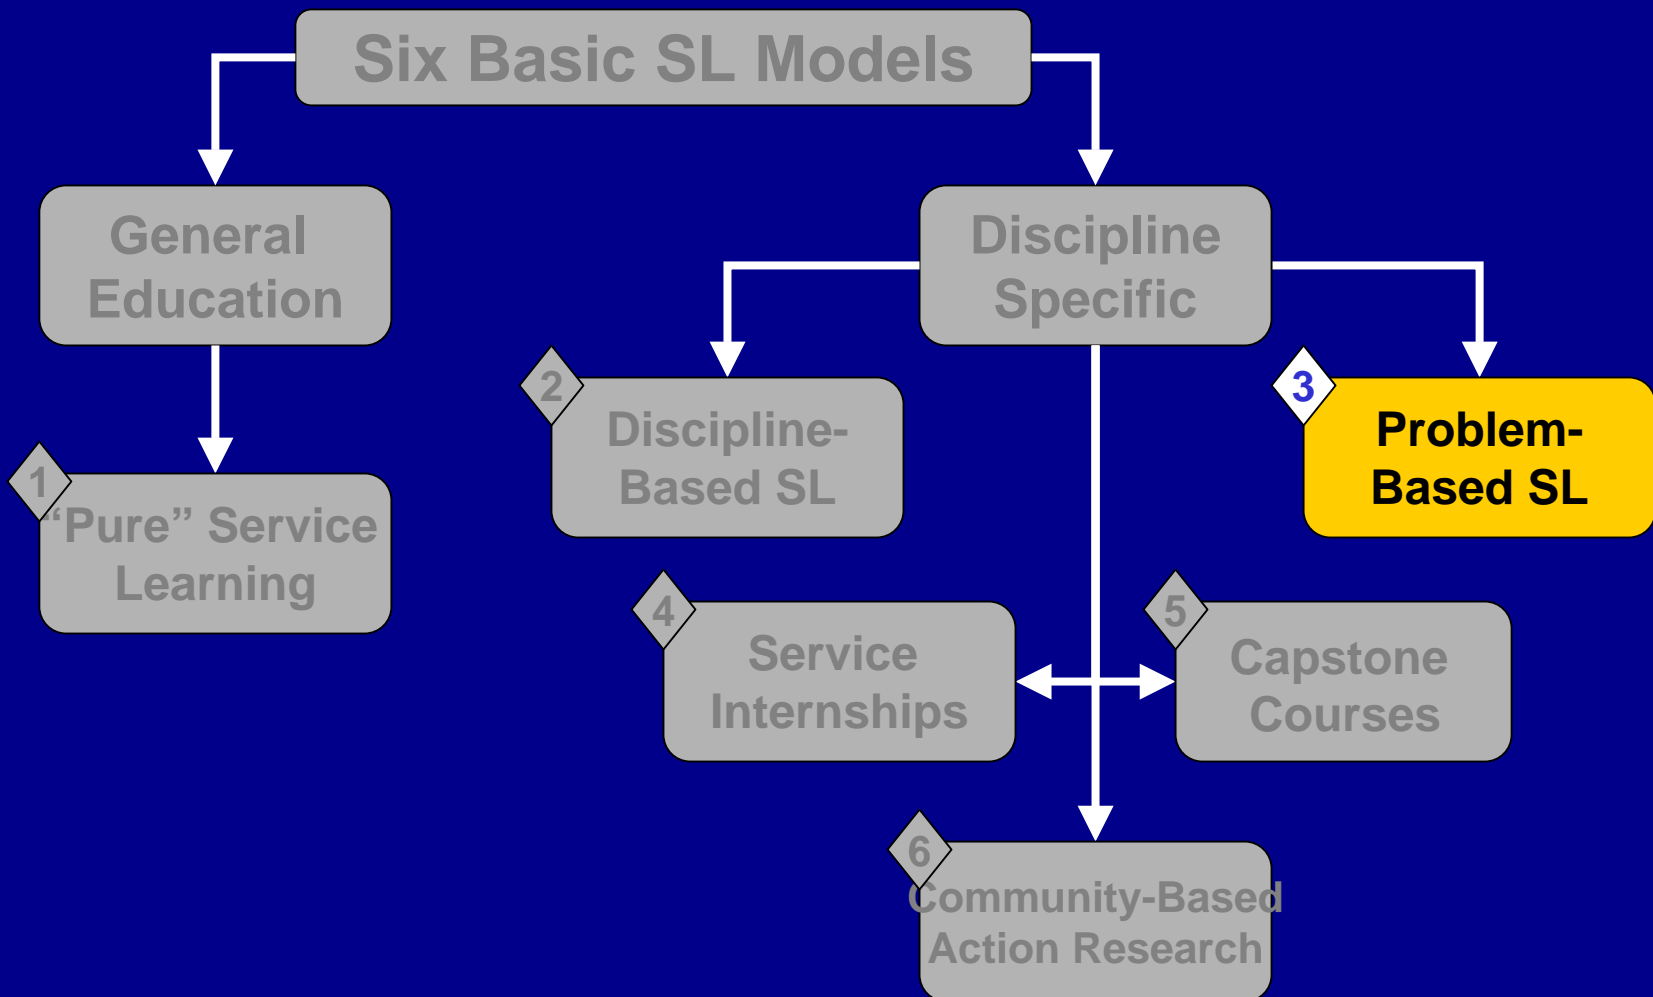 Six Basic SL Models
General
Education
Discipline
Specific
1
“Pure” Service
Learning
2
Discipline-
Based SL
3
Problem-
Based SL
4
Service
Internships
5
Capstone
Courses
6
Community-Based
Action Research